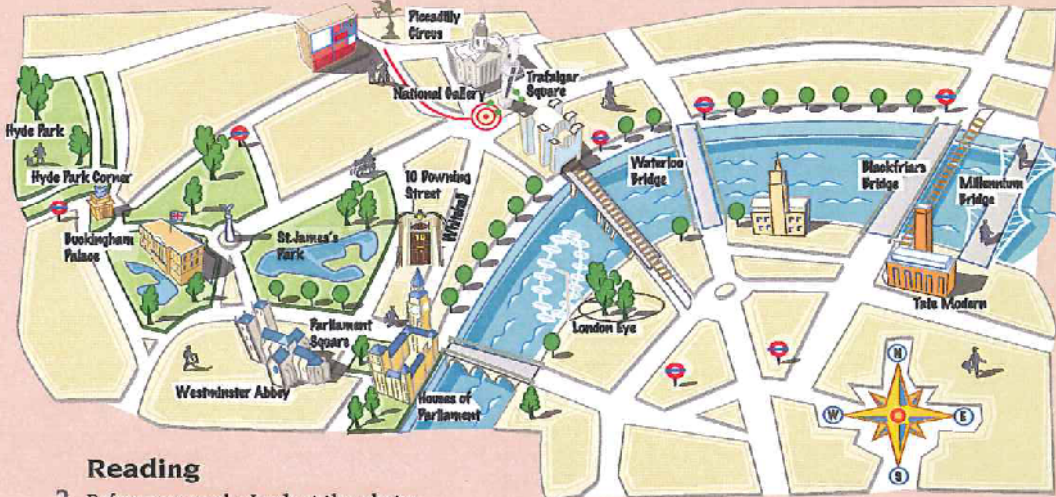 Piccadilly
Circus
National Gallery
Trafalgar
Square
Hyde Park
Hyde Park Corner
10 Downing
Street
Whitehall
Waterloo
Bridge
Blackfriars
Bridge
Millennium
Bridge
Buckingham
Palace
St James's
Park
London Eye
Tate Modern
Parliament
Square
Westminster Abbey
Houses of
Parliament
N
W
E
S
Reading